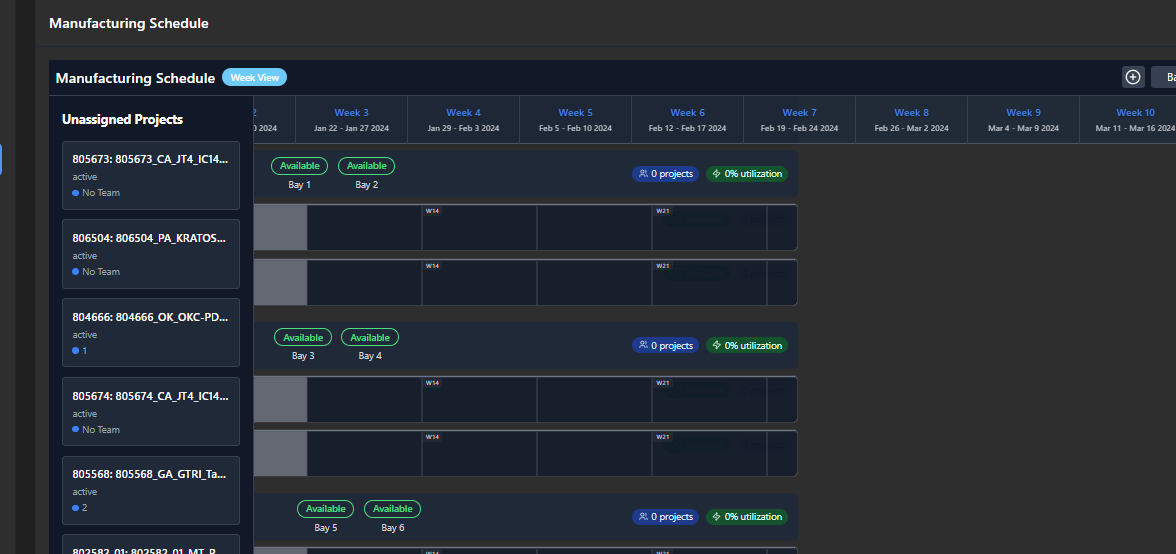 Manufacturing Schedule
Manufacturing Schedule Week View
Unassigned Projects
2 Week 3 Week 4 Week 5 Week 6 Week 7 Week 8 Week 9 Week 10
0 2024 Jan 22 - Jan 27 2024 Jan 29 - Feb 3 2024 Feb 5 - Feb 10 2024 Feb 12 - Feb 17 2024 Feb 19 - Feb 24 2024 Feb 26 - Mar 2 2024 Mar 4 - Mar 9 2024 Mar 11 - Mar 16 2024
805673: 805673_CA_JT4_IC14...
active
No Team
806504: 806504_PA_KRATOS...
active
No Team
804666: 804666_OK_OKC-PD...
active
1
805674: 805674_CA_JT4_IC14...
active
No Team
805568: 805568_GA_GTRI_Ta...
active
2
802582_01: 802582_01_MT_R
Available Available
Bay 1 Bay 2
0 projects 0% utilization
W14 W21
W14 W21
Available Available
Bay 3 Bay 4
0 projects 0% utilization
W14 W21
W14 W21
Available Available
Bay 5 Bay 6
0 projects 0% utilization
W14 W21